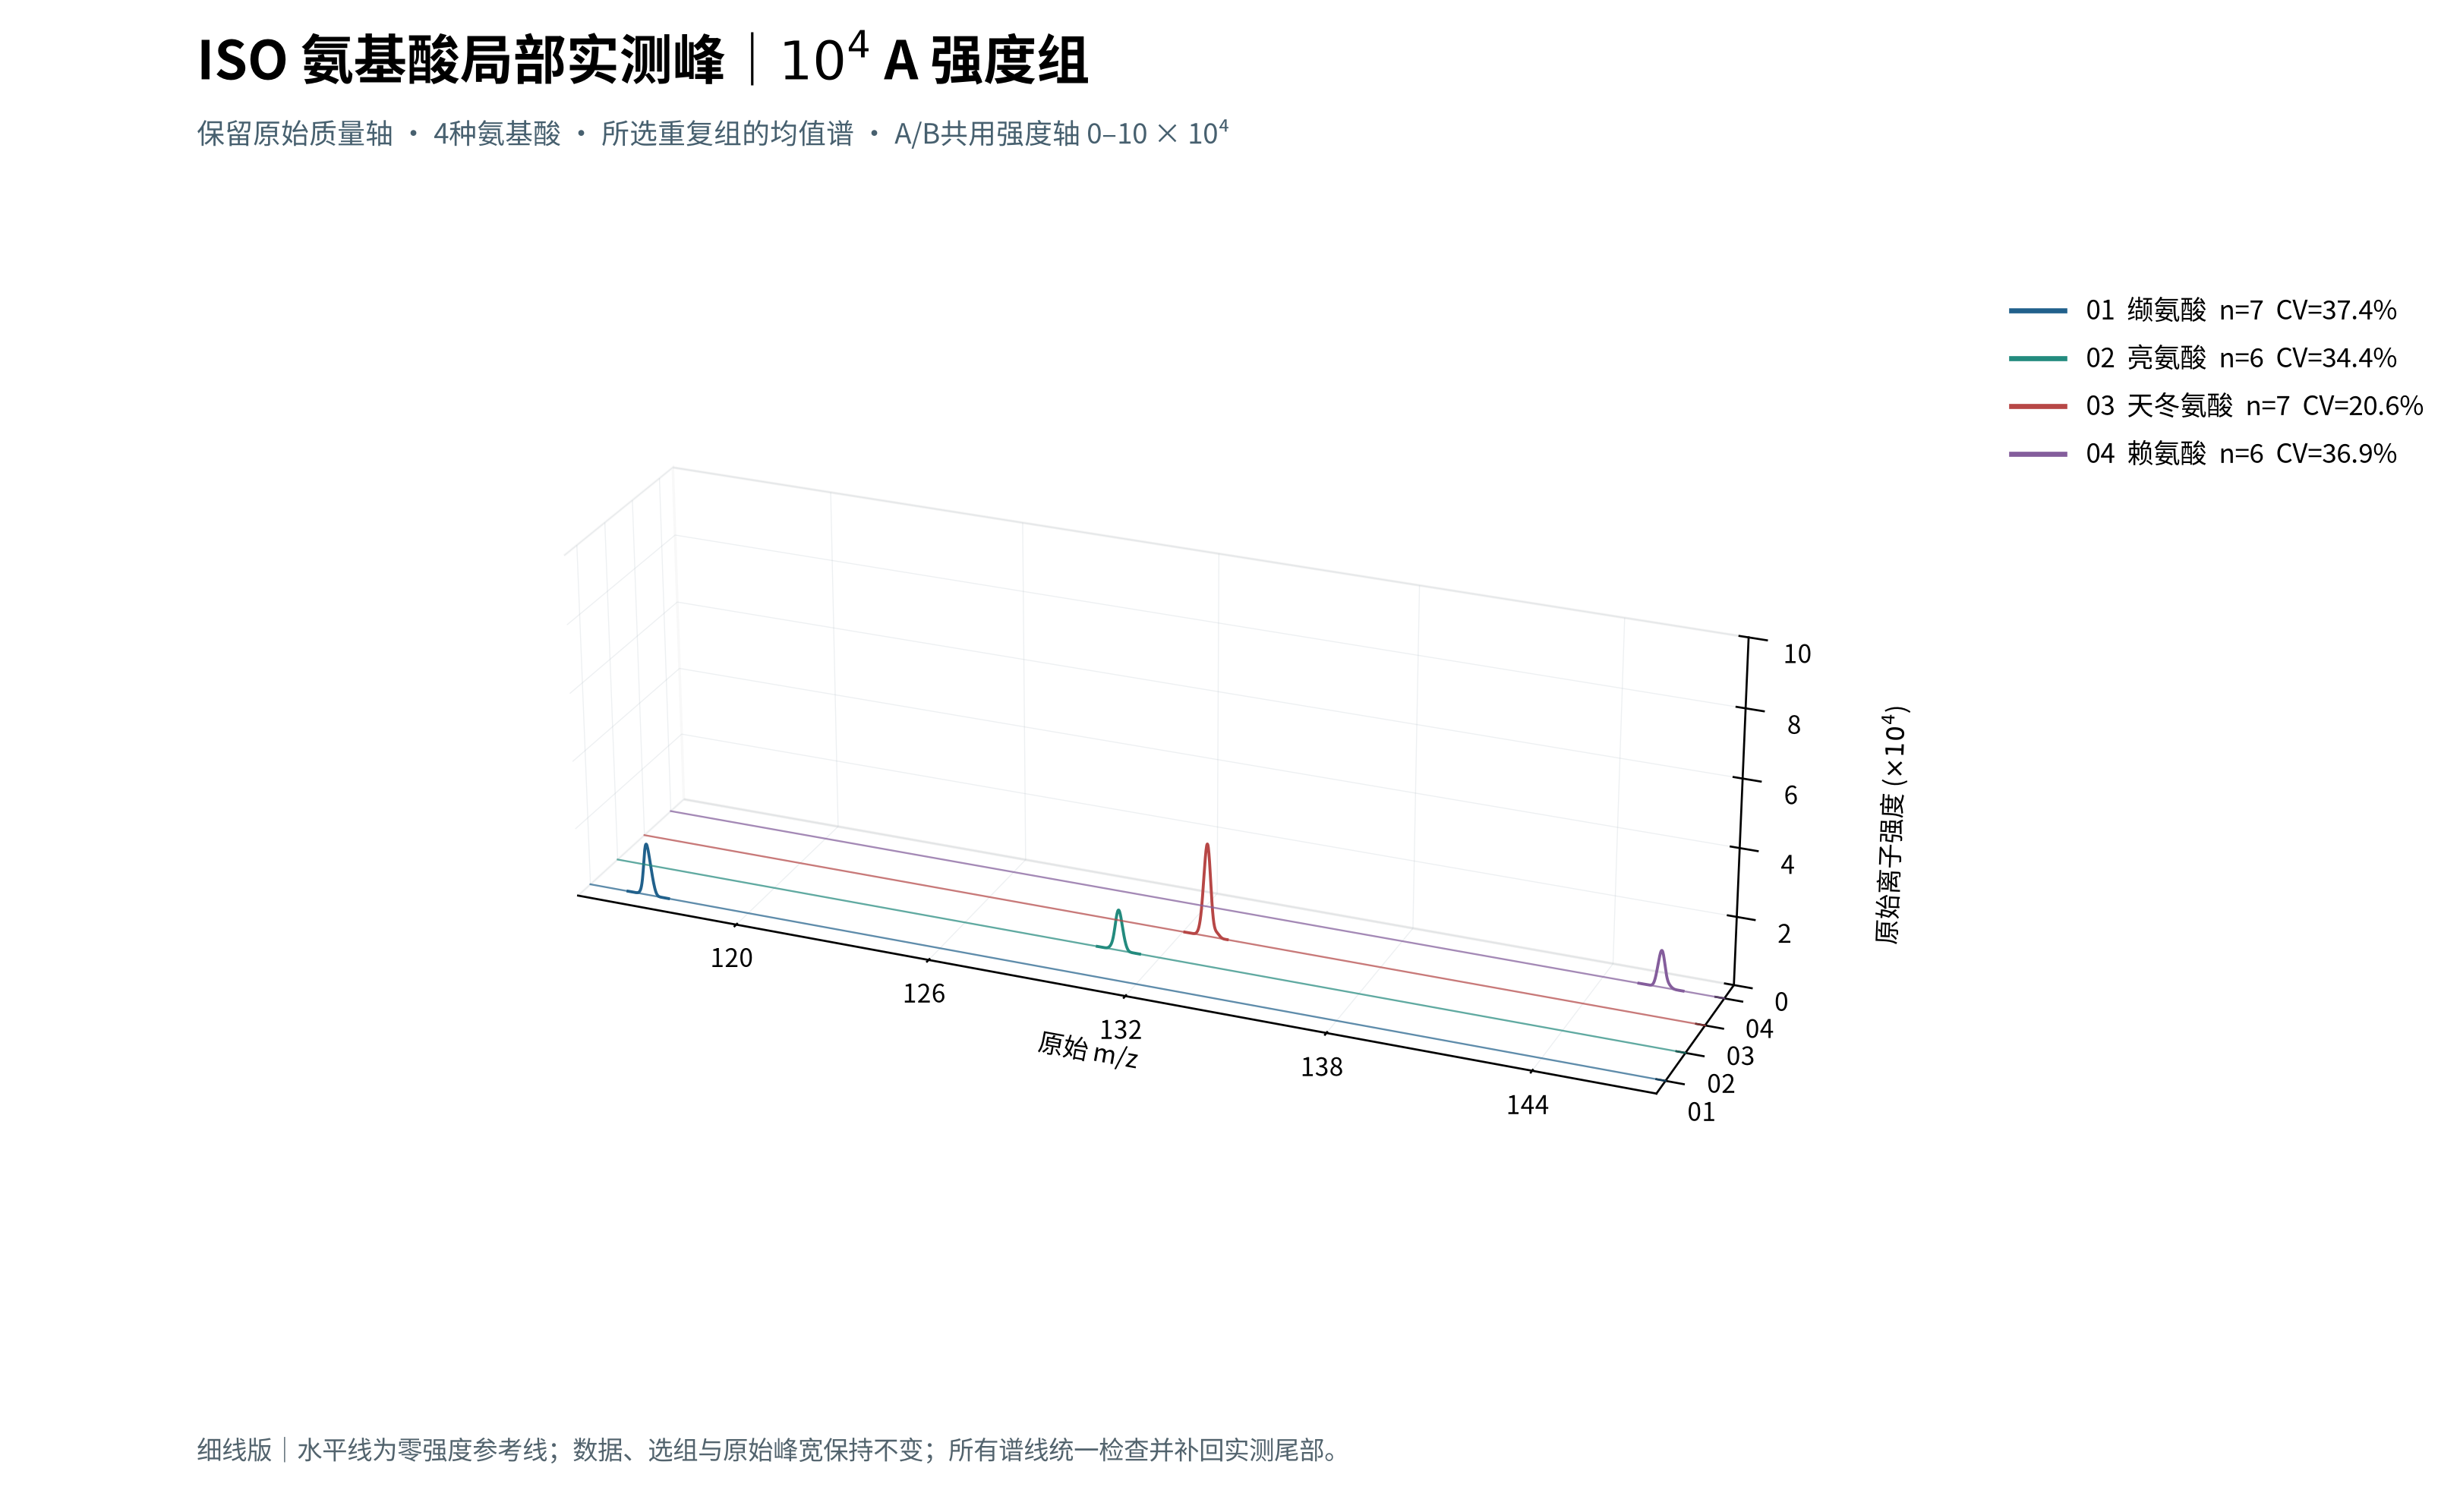 ISO 氨基酸局部实测峰｜10⁴ A 强度组
保留原始质量轴 · 4种氨基酸 · 所选重复组的均值谱 · A/B共用强度轴 0–10 × 10⁴
01 缬氨酸 n=7 CV=37.4%
02 亮氨酸 n=6 CV=34.4%
03 天冬氨酸 n=7 CV=20.6%
04 赖氨酸 n=6 CV=36.9%
10
8
6
4
2
0
原始离子强度 (×10⁴)
04
03
02
01
120
126
132
138
144
原始 m/z
细线版｜水平线为零强度参考线；数据、选组与原始峰宽保持不变；所有谱线统一检查并补回实测尾部。